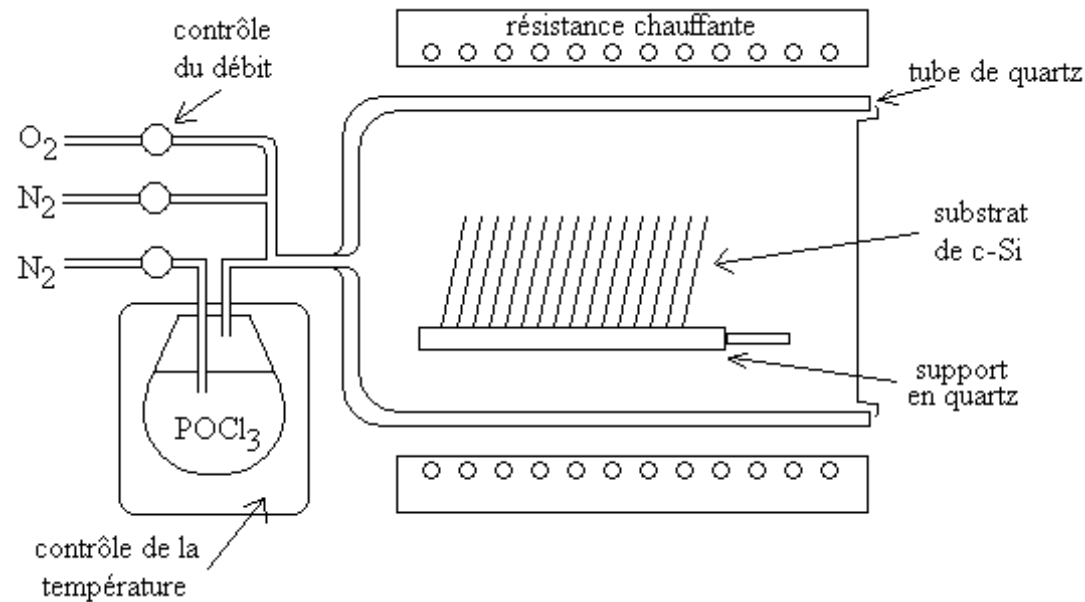 contrôle
du débit
résistance chauffante
tube de quartz
O₂
N₂
N₂
substrat
de c-Si
support
en quartz
POCl₃
contrôle de la
température